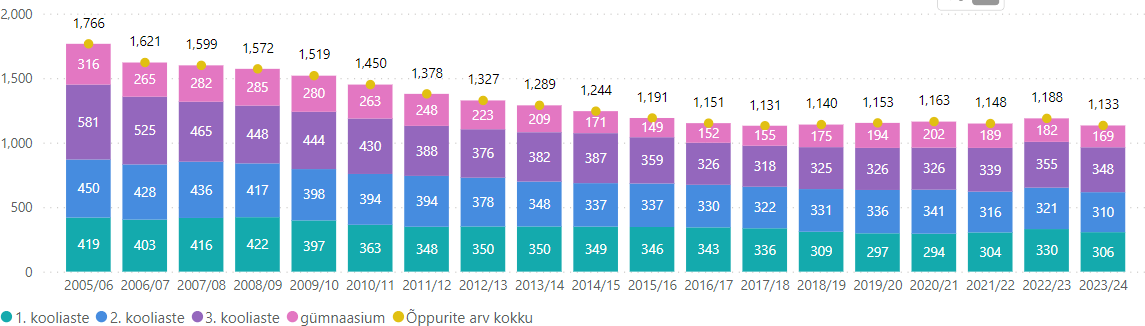 2,000
1,500
1,000
500
0
1,766 1,621 1,599 1,572 1,519 1,450 1,378 1,327 1,289 1,244 1,191 1,151 1,131 1,140 1,153 1,163 1,148 1,188 1,133
316 265 282 285 280 263 248 223 209 171 149 152 155 175 194 202 189 182 169
581 525 465 448 444 430 388 376 382 387 359 326 318 325 326 326 339 355 348
450 428 436 417 398 394 394 378 348 337 337 330 322 331 336 341 316 321 310
419 403 416 422 397 363 348 350 350 349 346 343 336 309 297 294 304 330 306
2005/06 2006/07 2007/08 2008/09 2009/10 2010/11 2011/12 2012/13 2013/14 2014/15 2015/16 2016/17 2017/18 2018/19 2019/20 2020/21 2021/22 2022/23 2023/24
1. kooliaste 2. kooliaste 3. kooliaste gümnaasium Õppurite arv kokku